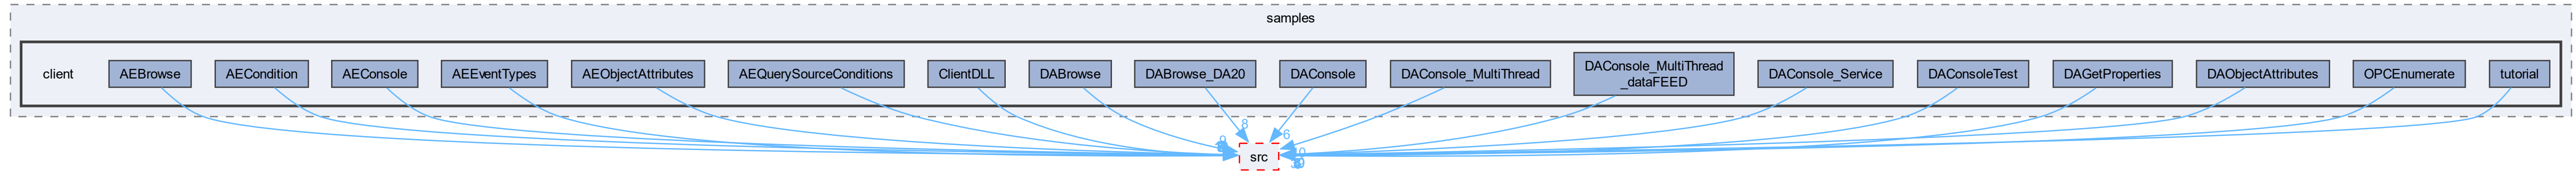 samples
client
AEBrowse
AECondition
AEConsole
AEEventTypes
AEObjectAttributes
AEQuerySourceConditions
ClientDLL
DABrowse
DABrowse_DA20
DAConsole
DAConsole_MultiThread
DAConsole_MultiThread
_dataFEED
DAConsole_Service
DAConsoleTest
DAGetProperties
DAObjectAttributes
OPCEnumerate
tutorial
8
6
src